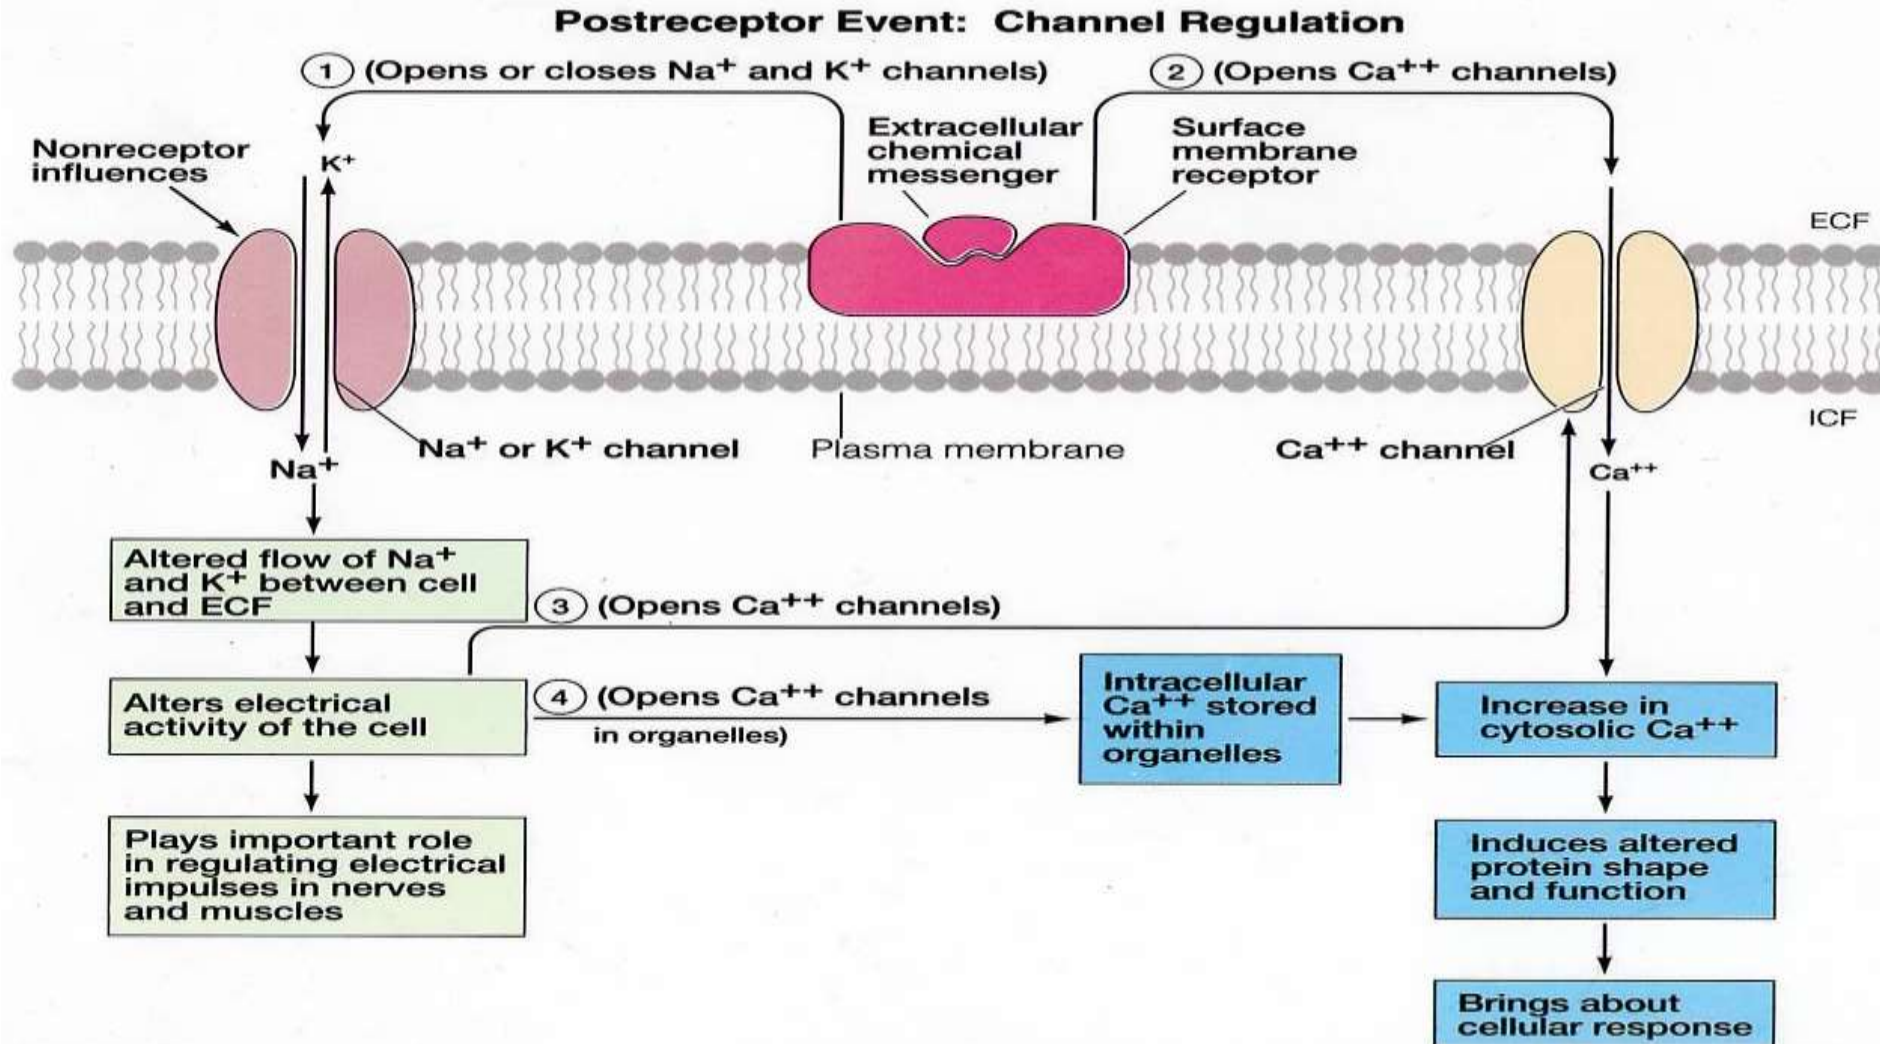 Postreceptor Event: Channel Regulation
1 (Opens or closes Na⁺ and K⁺ channels)
2 (Opens Ca⁺⁺ channels)
Nonreceptor
influences
K⁺
Extracellular
chemical
messenger
Surface
membrane
receptor
ECF
ICF
Na⁺ or K⁺ channel
Plasma membrane
Ca⁺⁺ channel
Na⁺
Ca⁺⁺
Altered flow of Na⁺
and K⁺ between cell
and ECF
3 (Opens Ca⁺⁺ channels)
Alters electrical
activity of the cell
4 (Opens Ca⁺⁺ channels
in organelles)
Intracellular
Ca⁺⁺ stored
within
organelles
Increase in
cytosolic Ca⁺⁺
Plays important role
in regulating electrical
impulses in nerves
and muscles
Induces altered
protein shape
and function
Brings about
cellular response